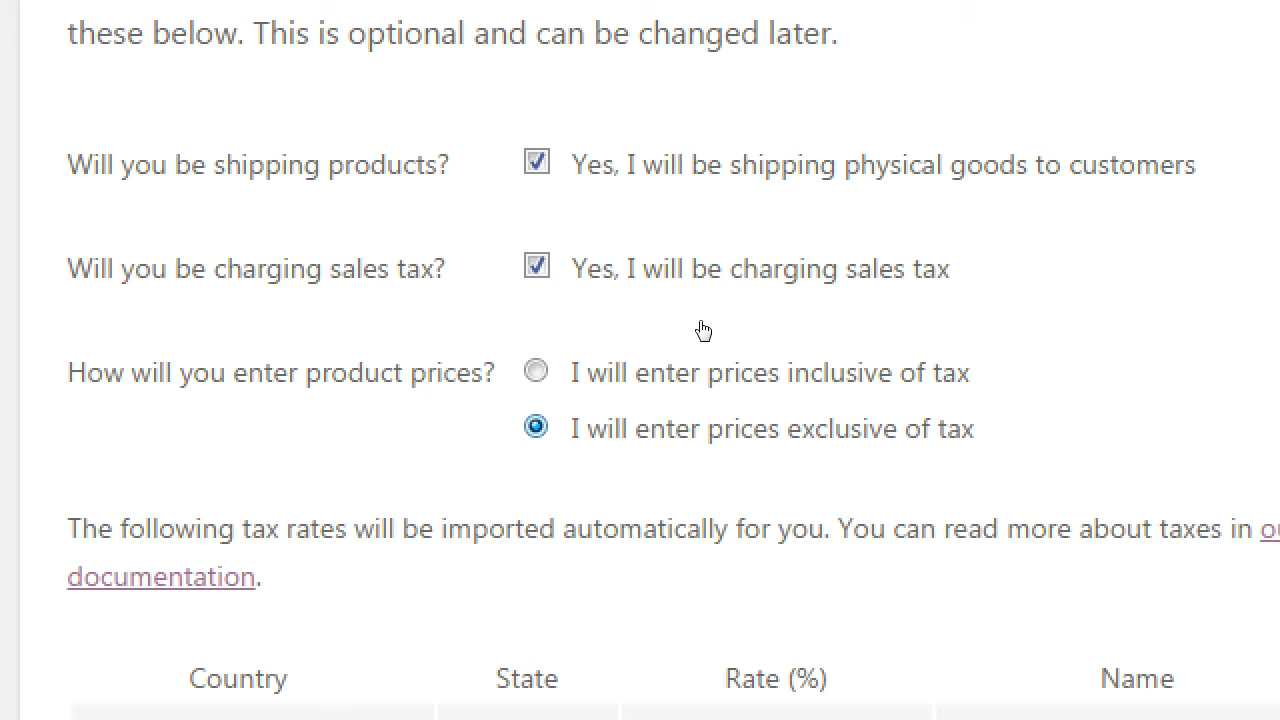 these below. This is optional and can be changed later.
Will you be shipping products? Yes, I will be shipping physical goods to customers
Will you be charging sales tax? Yes, I will be charging sales tax
How will you enter product prices? I will enter prices inclusive of tax
I will enter prices exclusive of tax
The following tax rates will be imported automatically for you. You can read more about taxes in
documentation.
Country State Rate (%) Name